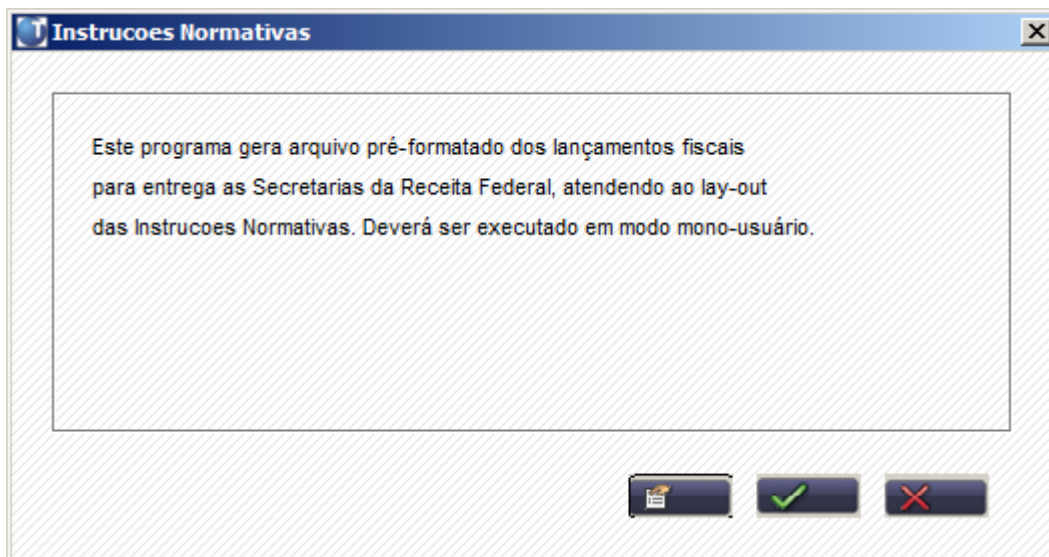 Instrucoes Normativas
Este programa gera arquivo pré-formatado dos lançamentos fiscais
para entrega as Secretarias da Receita Federal, atendendo ao lay-out
das Instrucoes Normativas. Deverá ser executado em modo mono-usuário.